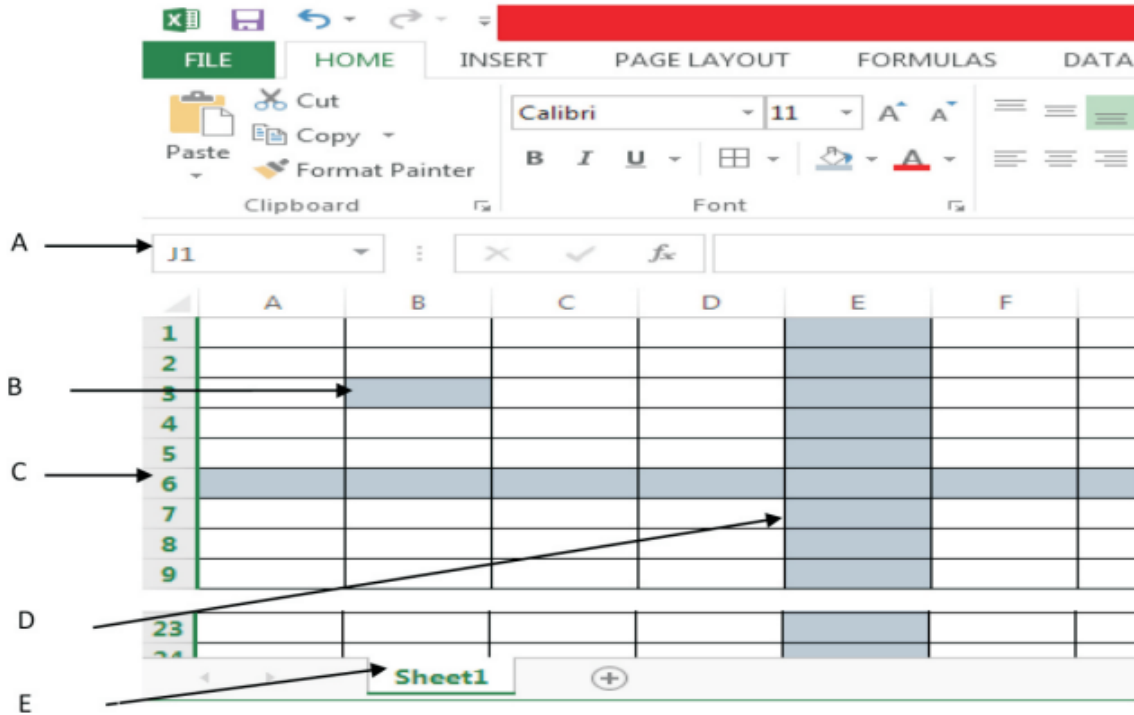 FILE HOME INSERT PAGE LAYOUT FORMULAS DATA
Cut
Copy
Paste
Format Painter
Clipboard
Calibri 11 A A
B I U A
Font
A J1 fx
A B C D E F
1
2
B 3
4
5
C 6
7
8
9
D 23
24
Sheet1
E